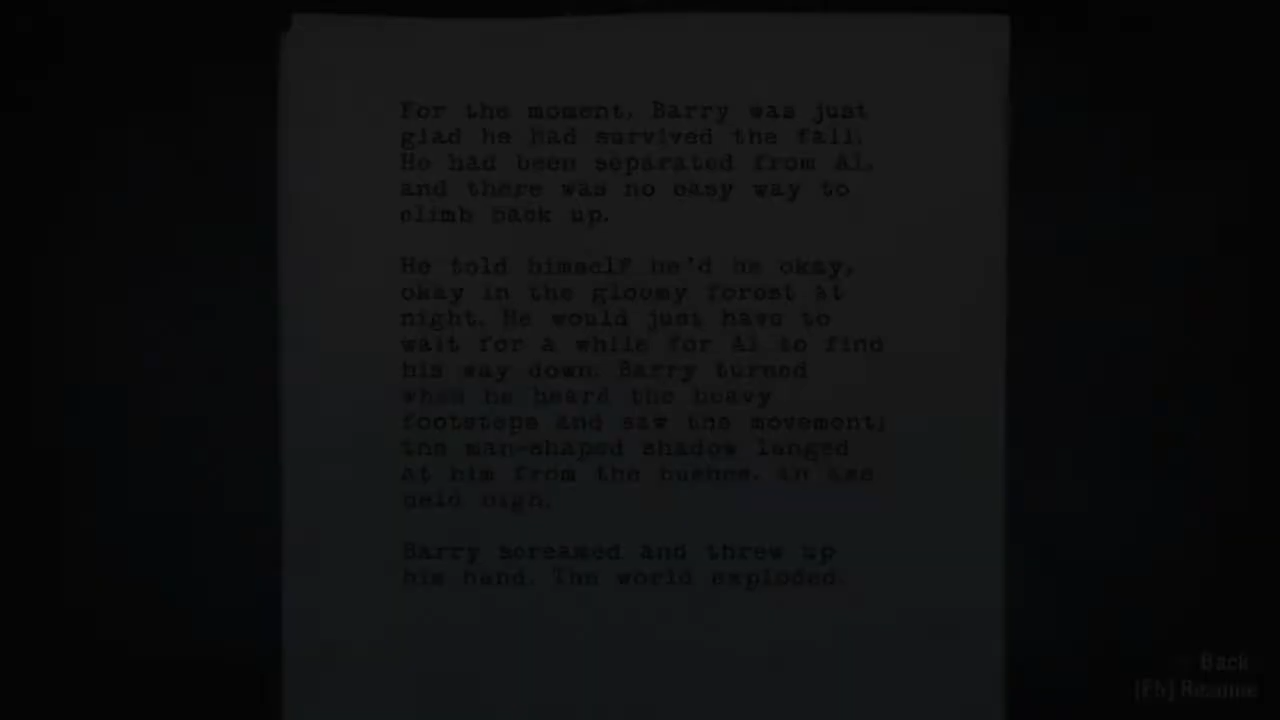 For the moment, Barry was just
glad he had survived the fall.
He had been separated from Al,
and there was no easy way to
climb back up.
He told himself he'd be okay,
okay in the gloomy forest at
night. He would just have to
wait for a while for Al to find
his way down. Barry turned
when he heard the heavy
footsteps and saw the movement;
the man-shaped shadow lunged
at him from the bushes, an axe
held high.
Barry screamed and threw up
his hand. The world exploded
Back
Resume